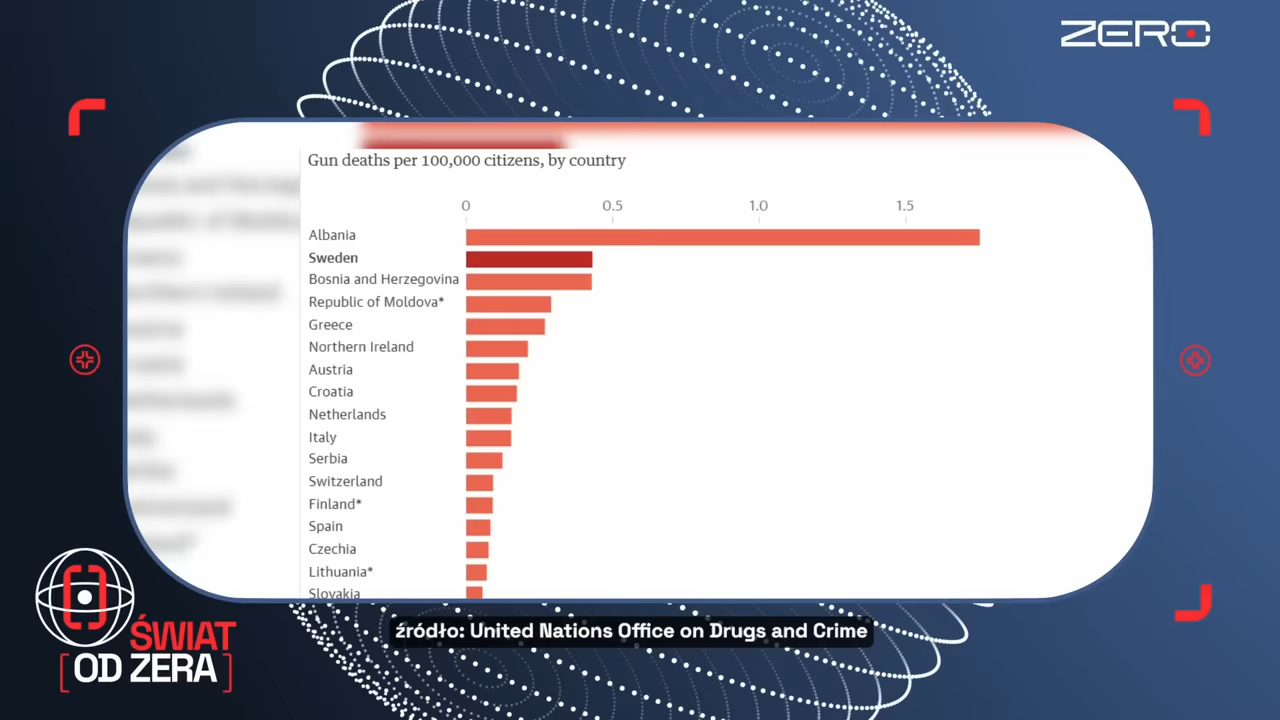 ZERO
Gun deaths per 100,000 citizens, by country
0 0.5 1.0 1.5
Albania
Sweden
Bosnia and Herzegovina
Republic of Moldova*
Greece
Northern Ireland
Austria
Croatia
Netherlands
Italy
Serbia
Switzerland
Finland*
Spain
Czechia
Lithuania*
Slovakia
źródło: United Nations Office on Drugs and Crime
ŚWIAT
[OD ZERA]